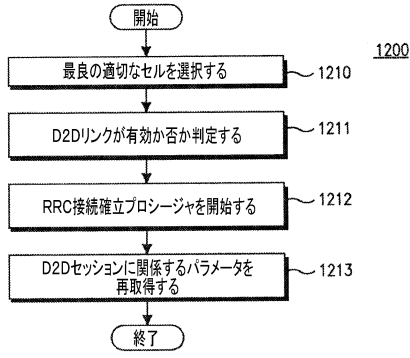 開始
1200
最良の適切なセルを選択する
1210
D2Dリンクが有効か否か判定する
1211
RRC接続確立プロシージャを開始する
1212
D2Dセッションに関係するパラメータを
再取得する
1213
終了